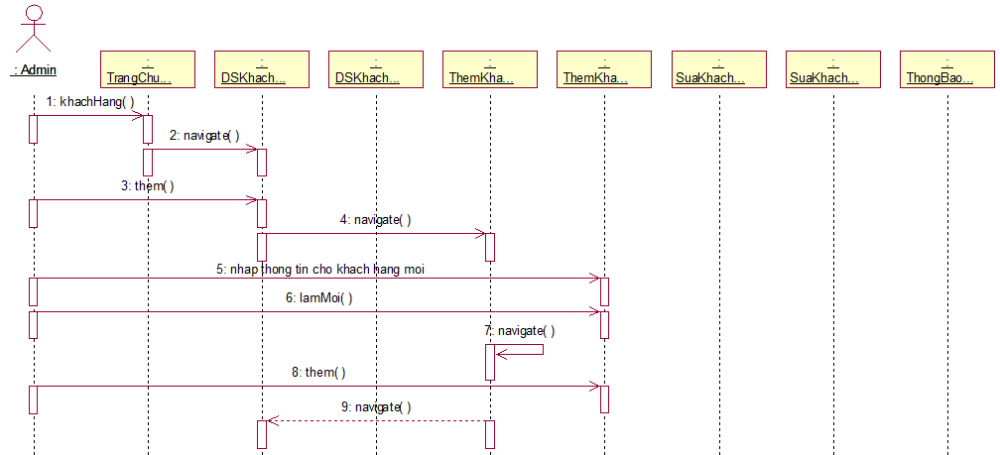 : Admin
:
TrangChu...
:
DSKhach...
:
DSKhach...
:
ThemKha...
:
ThemKha...
:
SuaKhach...
:
SuaKhach...
:
ThongBao...
1: khachHang( )
2: navigate( )
3: them( )
4: navigate( )
5: nhap thong tin cho khach hang moi
6: lamMoi( )
7: navigate( )
8: them( )
9: navigate( )